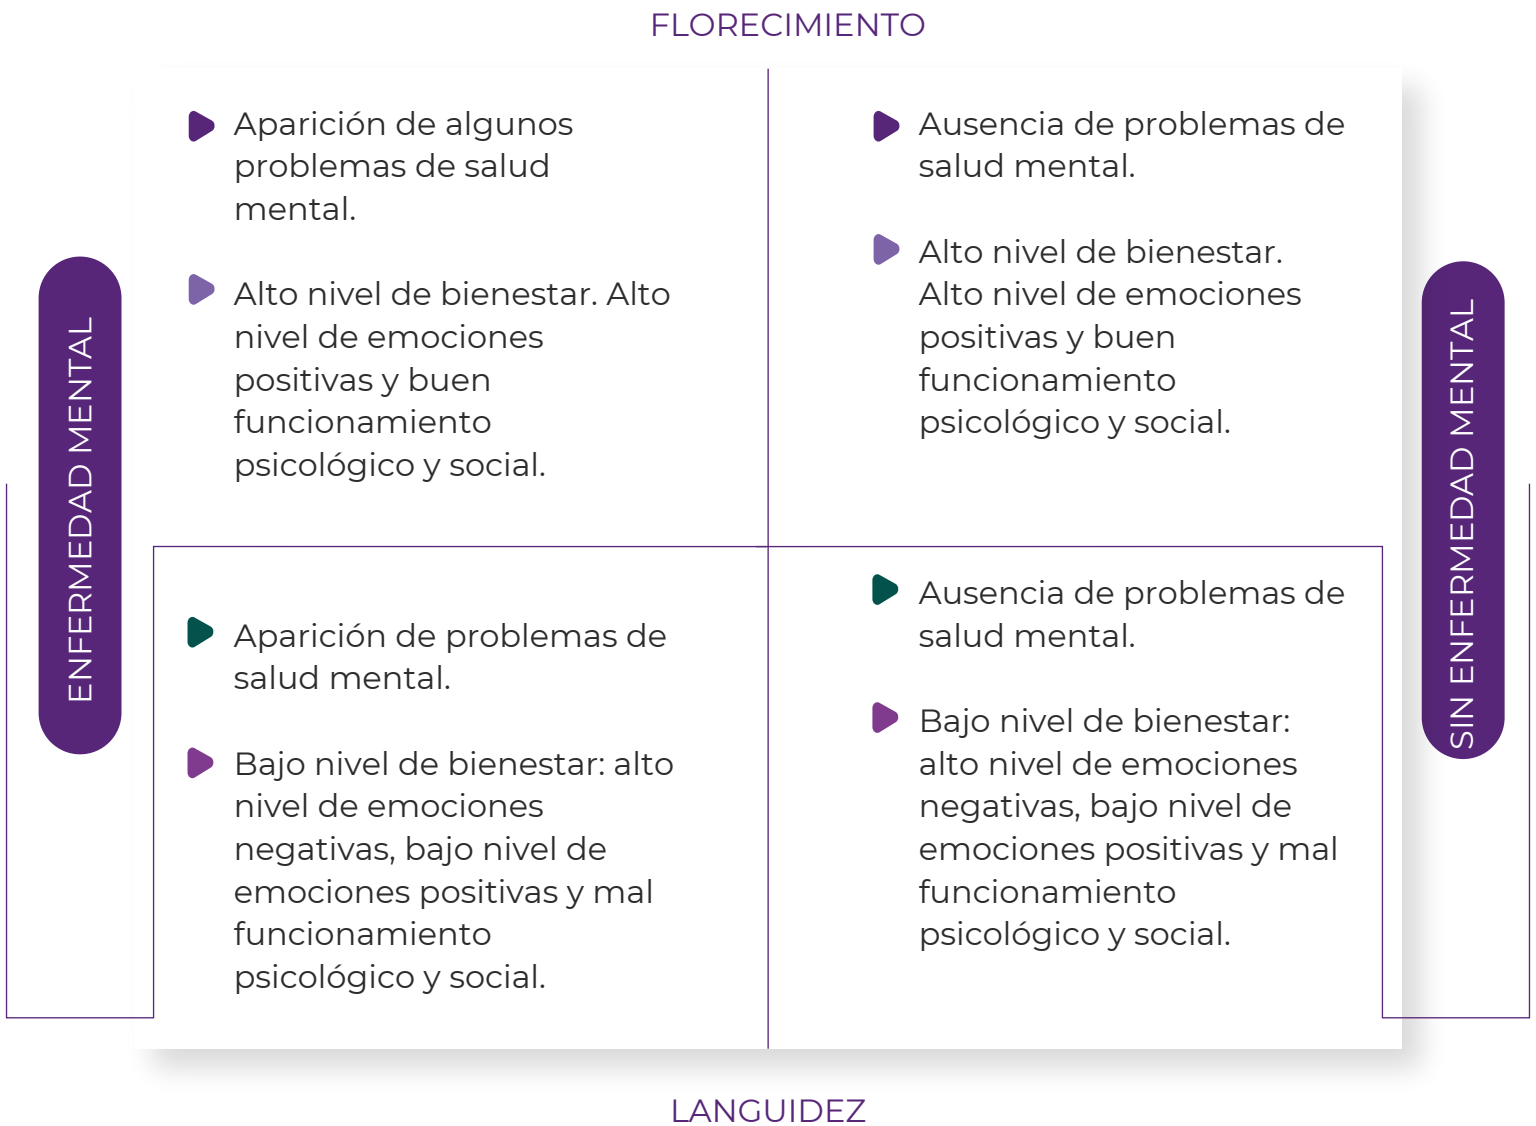 FLORECIMIENTO
ENFERMEDAD MENTAL
Aparición de algunos
problemas de salud
mental.
Alto nivel de bienestar. Alto
nivel de emociones
positivas y buen
funcionamiento
psicológico y social.
Ausencia de problemas de
salud mental.
Alto nivel de bienestar.
Alto nivel de emociones
positivas y buen
funcionamiento
psicológico y social.
SIN ENFERMEDAD MENTAL
Aparición de problemas de
salud mental.
Bajo nivel de bienestar: alto
nivel de emociones
negativas, bajo nivel de
emociones positivas y mal
funcionamiento
psicológico y social.
Ausencia de problemas de
salud mental.
Bajo nivel de bienestar:
alto nivel de emociones
negativas, bajo nivel de
emociones positivas y mal
funcionamiento
psicológico y social.
LANGUIDEZ